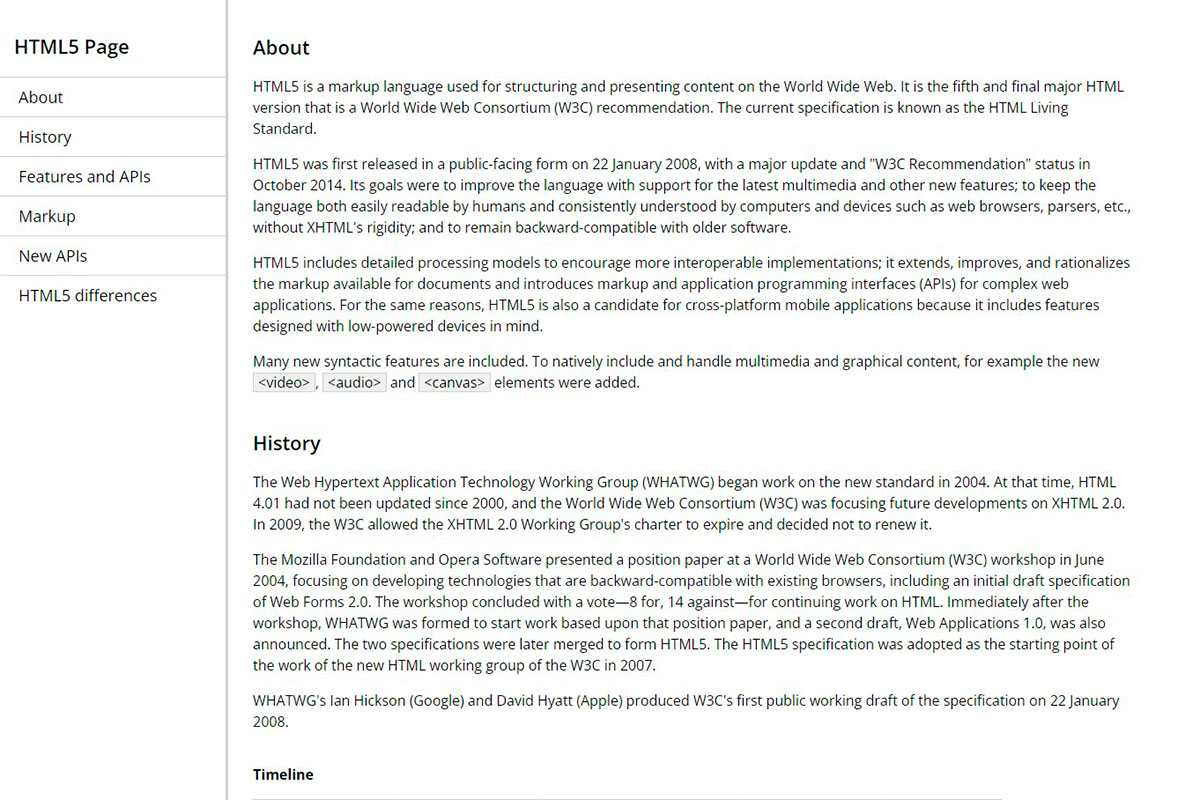 HTML5 Page
About
History
Features and APIs
Markup
New APIs
HTML5 differences
About
HTML5 is a markup language used for structuring and presenting content on the World Wide Web. It is the fifth and final major HTML
version that is a World Wide Web Consortium (W3C) recommendation. The current specification is known as the HTML Living
Standard.
HTML5 was first released in a public-facing form on 22 January 2008, with a major update and "W3C Recommendation" status in
October 2014. Its goals were to improve the language with support for the latest multimedia and other new features; to keep the
language both easily readable by humans and consistently understood by computers and devices such as web browsers, parsers, etc.,
without XHTML's rigidity; and to remain backward-compatible with older software.
HTML5 includes detailed processing models to encourage more interoperable implementations; it extends, improves, and rationalizes
the markup available for documents and introduces markup and application programming interfaces (APIs) for complex web
applications. For the same reasons, HTML5 is also a candidate for cross-platform mobile applications because it includes features
designed with low-powered devices in mind.
Many new syntactic features are included. To natively include and handle multimedia and graphical content, for example the new
<video>, <audio> and <canvas> elements were added.
History
The Web Hypertext Application Technology Working Group (WHATWG) began work on the new standard in 2004. At that time, HTML
4.01 had not been updated since 2000, and the World Wide Web Consortium (W3C) was focusing future developments on XHTML 2.0.
In 2009, the W3C allowed the XHTML 2.0 Working Group's charter to expire and decided not to renew it.
The Mozilla Foundation and Opera Software presented a position paper at a World Wide Web Consortium (W3C) workshop in June
2004, focusing on developing technologies that are backward-compatible with existing browsers, including an initial draft specification
of Web Forms 2.0. The workshop concluded with a vote—8 for, 14 against—for continuing work on HTML. Immediately after the
workshop, WHATWG was formed to start work based upon that position paper, and a second draft, Web Applications 1.0, was also
announced. The two specifications were later merged to form HTML5. The HTML5 specification was adopted as the starting point of
the work of the new HTML working group of the W3C in 2007.
WHATWG's Ian Hickson (Google) and David Hyatt (Apple) produced W3C's first public working draft of the specification on 22 January
2008.
Timeline